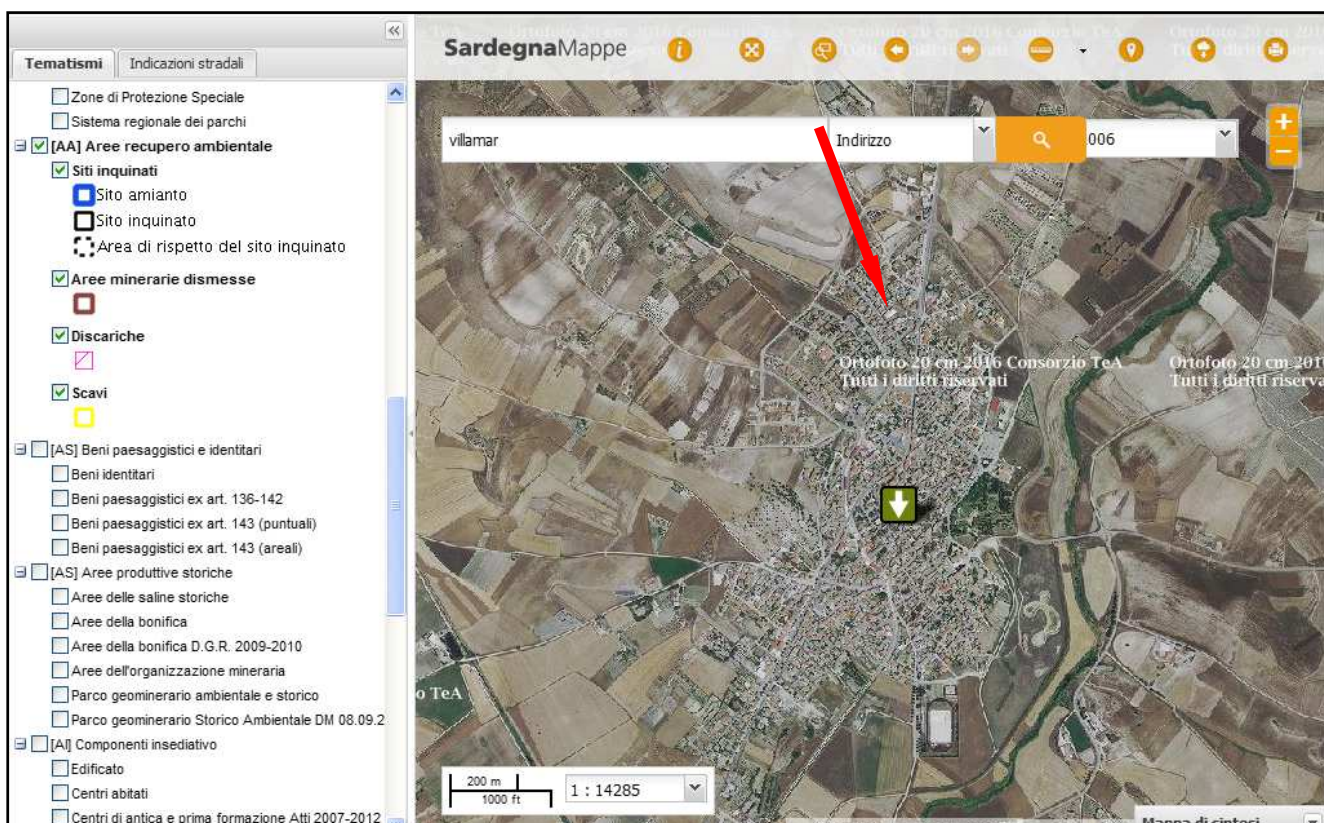 Tematismi
Indicazioni stradali
Zone di Protezione Speciale
Sistema regionale dei parchi
[AA] Aree recupero ambientale
Siti inquinati
Sito amianto
Sito inquinato
Area di rispetto del sito inquinato
Aree minerarie dismesse
Discariche
Scavi
[AS] Beni paesaggistici e identitari
Beni identitari
Beni paesaggistici ex art. 136-142
Beni paesaggistici ex art. 143 (puntuali)
Beni paesaggistici ex art. 143 (areali)
[AS] Aree produttive storiche
Aree delle saline storiche
Aree della bonifica
Aree della bonifica D.G.R. 2009-2010
Aree dell'organizzazione mineraria
Parco geominerario ambientale e storico
Parco geominerario Storico Ambientale DM 08.09.2
[AI] Componenti insediativo
Edificato
Centri abitati
Centri di antica e prima formazione Atti 2007-2012
SardegnaMappe
villamar
Indirizzo
006
Ortofoto 20 cm 2016 Consorzio TeA
Tutti i diritti riservati
Ortofoto 20 cm 201
Tutti i diritti riserva
o TeA
200 m
1000 ft
1 : 14285
Mappa di sintesi